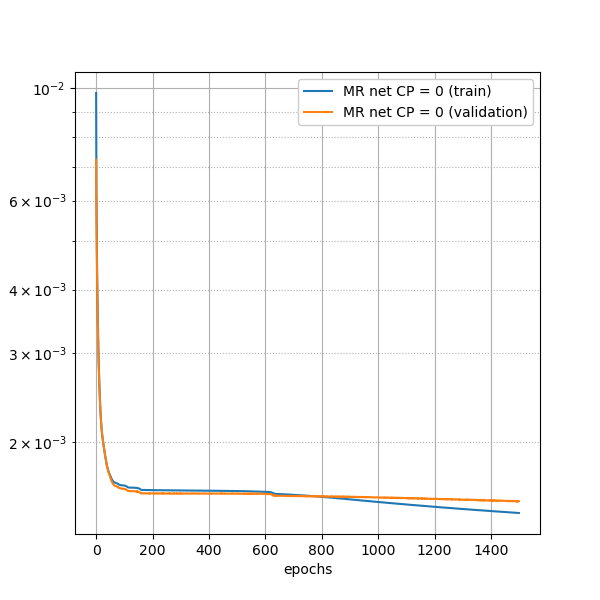 MR net CP = 0 (train)
MR net CP = 0 (validation)
10⁻²
6 × 10⁻³
4 × 10⁻³
3 × 10⁻³
2 × 10⁻³
0 200 400 600 800 1000 1200 1400
epochs